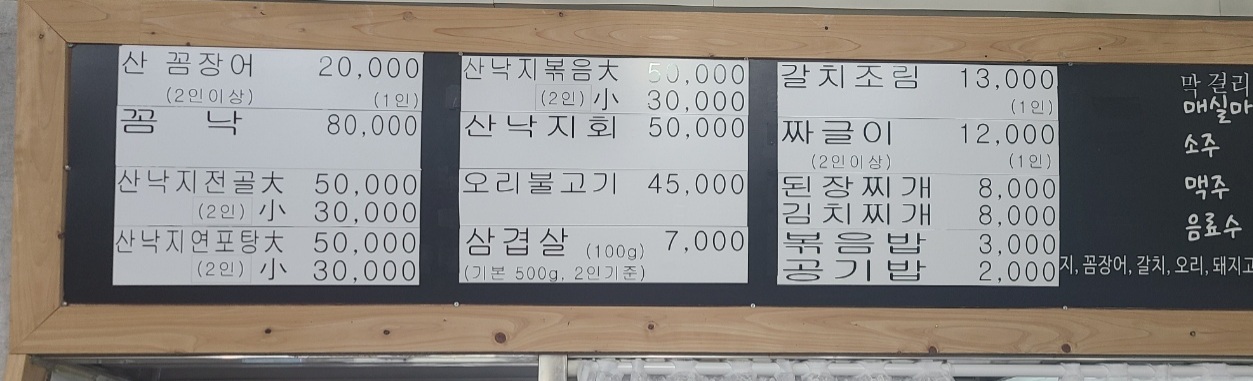 산 꼼장어 20,000
(2인이상) (1인)
꼼 낙 80,000
산낙지전골大 50,000
(2인) 小 30,000
산낙지연포탕大 50,000
(2인) 小 30,000
산낙지볶음大 50,000
(2인) 小 30,000
산낙지회 50,000
오리불고기 45,000
삼겹살 (100g) 7,000
(기본 500g, 2인기준)
갈치조림 13,000
(1인)
짜글이 12,000
(2인이상) (1인)
된장찌개 8,000
김치찌개 8,000
볶음밥 3,000
공기밥 2,000
막걸리
매실마
소주
맥주
음료수
지, 꼼장어, 갈치, 오리, 돼지고